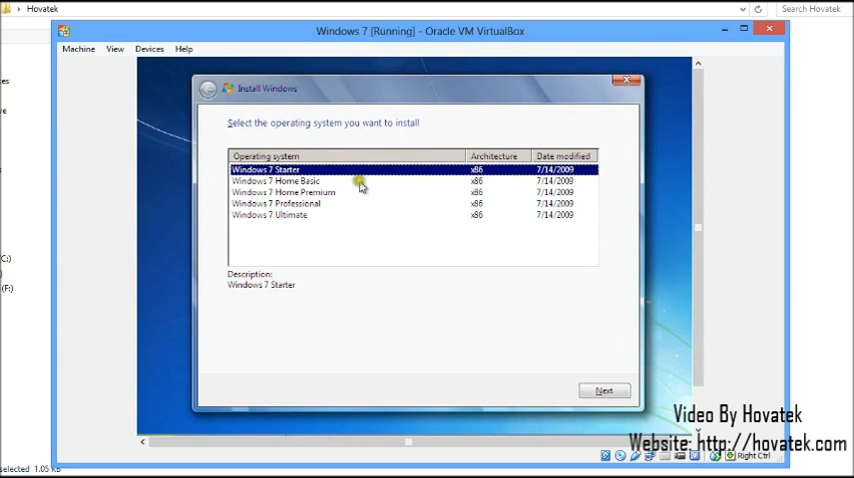 Hovatek
Search Hovatek
Windows 7 [Running] - Oracle VM VirtualBox
Machine View Devices Help
Install Windows
Select the operating system you want to install
Operating system Architecture Date modified
Windows 7 Starter x86 7/14/2009
Windows 7 Home Basic x86 7/14/2009
Windows 7 Home Premium x86 7/14/2009
Windows 7 Professional x86 7/14/2009
Windows 7 Ultimate x86 7/14/2009
(C:)
(F:)
Description:
Windows 7 Starter
Next
Video By Hovatek
Website: http://hovatek.com
Right Ctrl
selected 1.05 KB